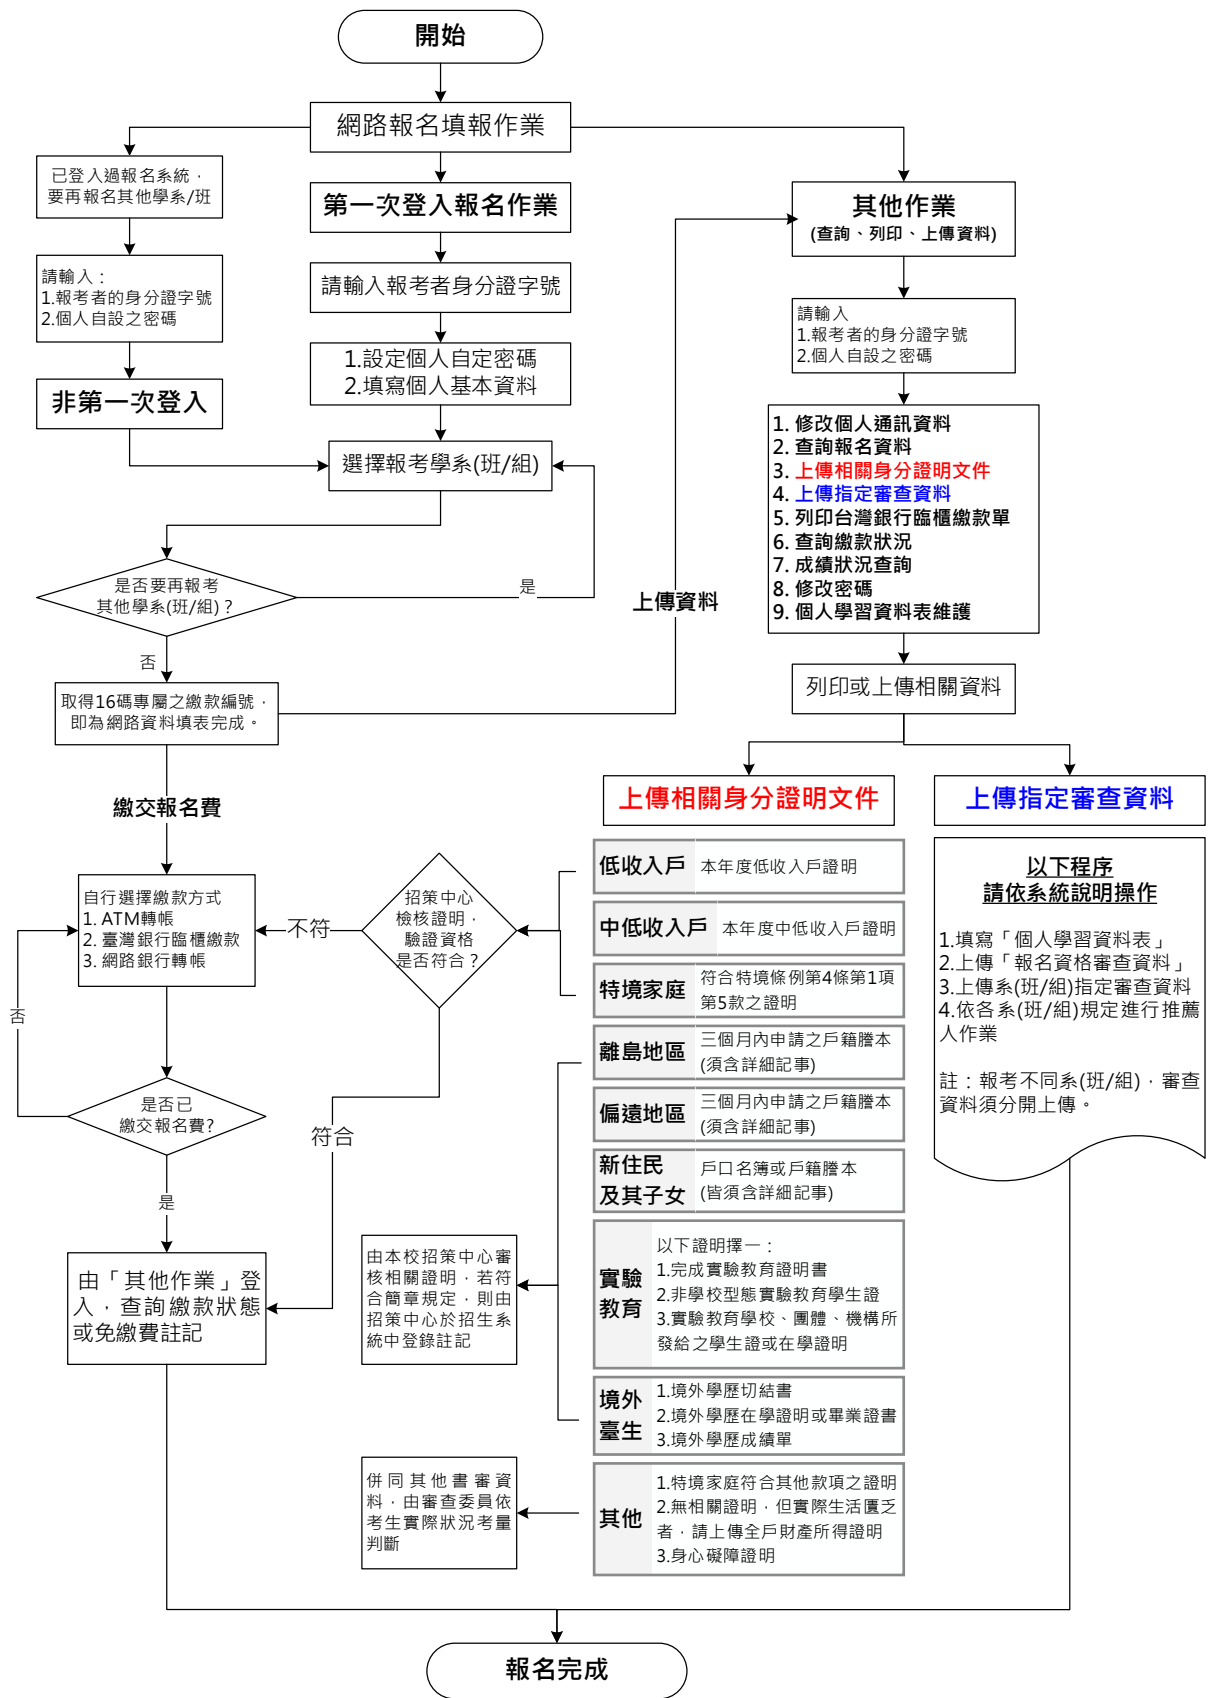 開始
網路報名填報作業
已登入過報名系統，
要再報名其他學系/班
請輸入：
1.報考者的身分證字號
2.個人自設之密碼
非第一次登入
第一次登入報名作業
請輸入報考者身分證字號
1.設定個人自定密碼
2.填寫個人基本資料
選擇報考學系(班/組)
是否要再報考
其他學系(班/組)？
是
否
取得16碼專屬之繳款編號，
即為網路資料填表完成。
上傳資料
其他作業
(查詢、列印、上傳資料)
請輸入
1.報考者的身分證字號
2.個人自設之密碼
1. 修改個人通訊資料
2. 查詢報名資料
3. 上傳相關身分證明文件
4. 上傳指定審查資料
5. 列印台灣銀行臨櫃繳款單
6. 查詢繳款狀況
7. 成績狀況查詢
8. 修改密碼
9. 個人學習資料表維護
列印或上傳相關資料
繳交報名費
自行選擇繳款方式
1. ATM轉帳
2. 臺灣銀行臨櫃繳款
3. 網路銀行轉帳
否
是否已
繳交報名費?
是
由「其他作業」登
入，查詢繳款狀態
或免繳費註記
招策中心
檢核證明，
驗證資格
是否符合？
不符
符合
上傳相關身分證明文件
低收入戶
本年度低收入戶證明
中低收入戶
本年度中低收入戶證明
特境家庭
符合特境條例第4條第1項
第5款之證明
離島地區
三個月內申請之戶籍謄本
(須含詳細記事)
偏遠地區
三個月內申請之戶籍謄本
(須含詳細記事)
新住民
及其子女
戶口名簿或戶籍謄本
(皆須含詳細記事)
實驗
教育
以下證明擇一：
1.完成實驗教育證明書
2.非學校型態實驗教育學生證
3.實驗教育學校、團體、機構所
發給之學生證或在學證明
境外
臺生
1.境外學歷切結書
2.境外學歷在學證明或畢業證書
3.境外學歷成績單
其他
1.特境家庭符合其他款項之證明
2.無相關證明，但實際生活匱乏
者，請上傳全戶財產所得證明
3.身心礙障證明
由本校招策中心審
核相關證明，若符
合簡章規定，則由
招策中心於招生系
統中登錄註記
併同其他書審資
料，由審查委員依
考生實際狀況考量
判斷
上傳指定審查資料
以下程序
請依系統說明操作
1.填寫「個人學習資料表」
2.上傳「報名資格審查資料」
3.上傳系(班/組)指定審查資料
4.依各系(班/組)規定進行推薦
人作業
註：報考不同系(班/組)，審查
資料須分開上傳。
報名完成